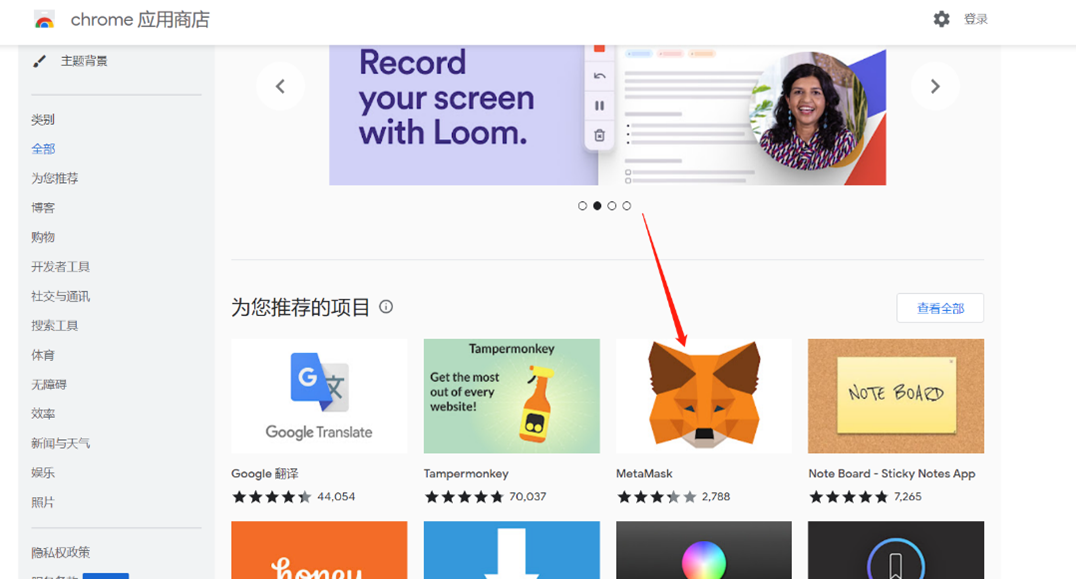 chrome 应用商店
登录
主题背景
类别
全部
为您推荐
博客
购物
开发者工具
社交与通讯
搜索工具
体育
无障碍
效率
新闻与天气
娱乐
照片
隐私权政策
Record
your screen
with Loom.
为您推荐的项目
查看全部
Google Translate
Google 翻译
44,054
Tampermonkey
Get the most
out of every
website!
Tampermonkey
70,037
MetaMask
2,788
NOTE BOARD
Note Board - Sticky Notes App
7,265
honey